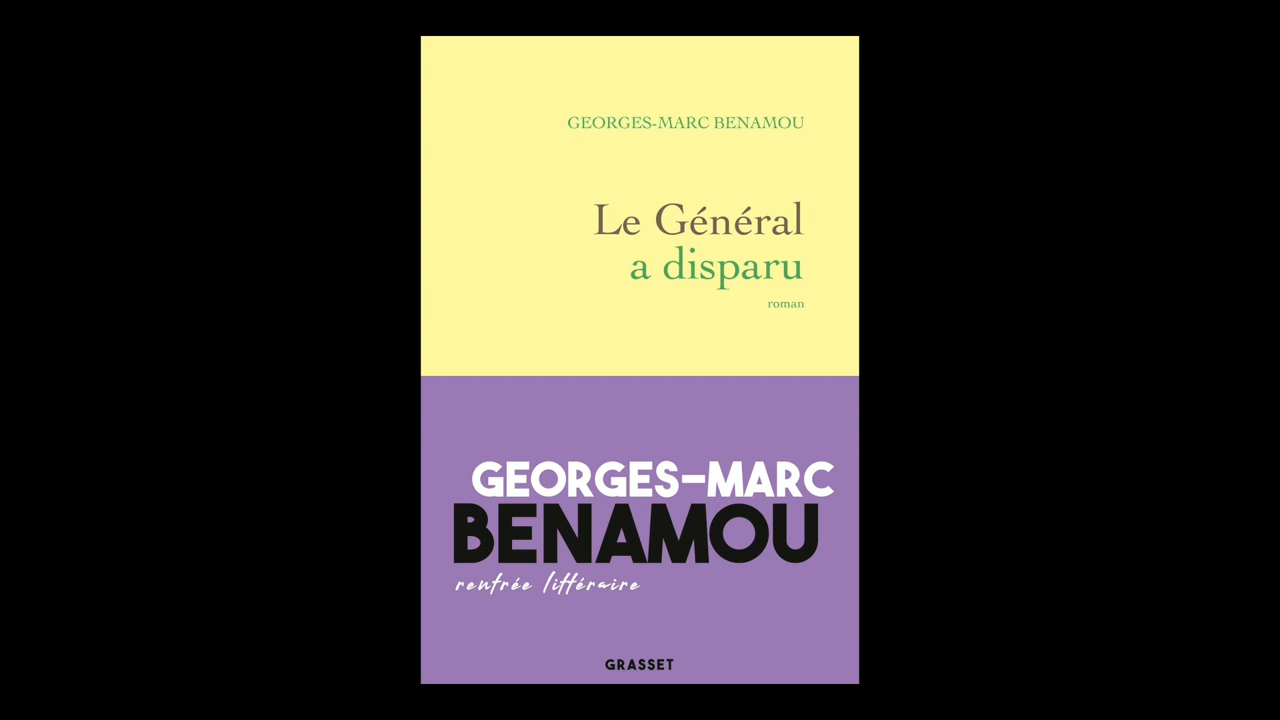 GEORGES-MARC BENAMOU
Le Général
a disparu
roman
GEORGES-MARC
BENAMOU
rentrée littéraire
GRASSET